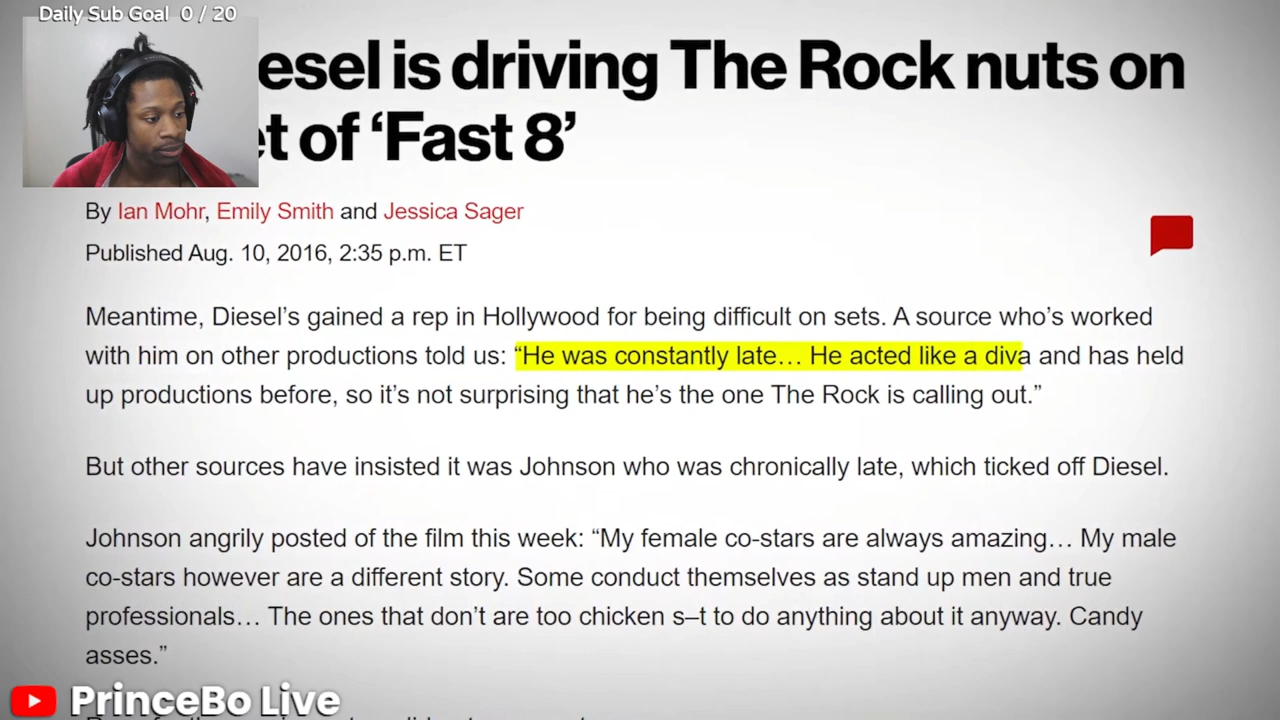 Daily Sub Goal 0 / 20
esel is driving The Rock nuts on
et of ‘Fast 8’
By Ian Mohr, Emily Smith and Jessica Sager
Published Aug. 10, 2016, 2:35 p.m. ET
Meantime, Diesel’s gained a rep in Hollywood for being difficult on sets. A source who’s worked
with him on other productions told us: “He was constantly late… He acted like a diva and has held
up productions before, so it’s not surprising that he’s the one The Rock is calling out.”
But other sources have insisted it was Johnson who was chronically late, which ticked off Diesel.
Johnson angrily posted of the film this week: “My female co-stars are always amazing… My male
co-stars however are a different story. Some conduct themselves as stand up men and true
professionals… The ones that don’t are too chicken s–t to do anything about it anyway. Candy
asses.”
PrinceBo Live